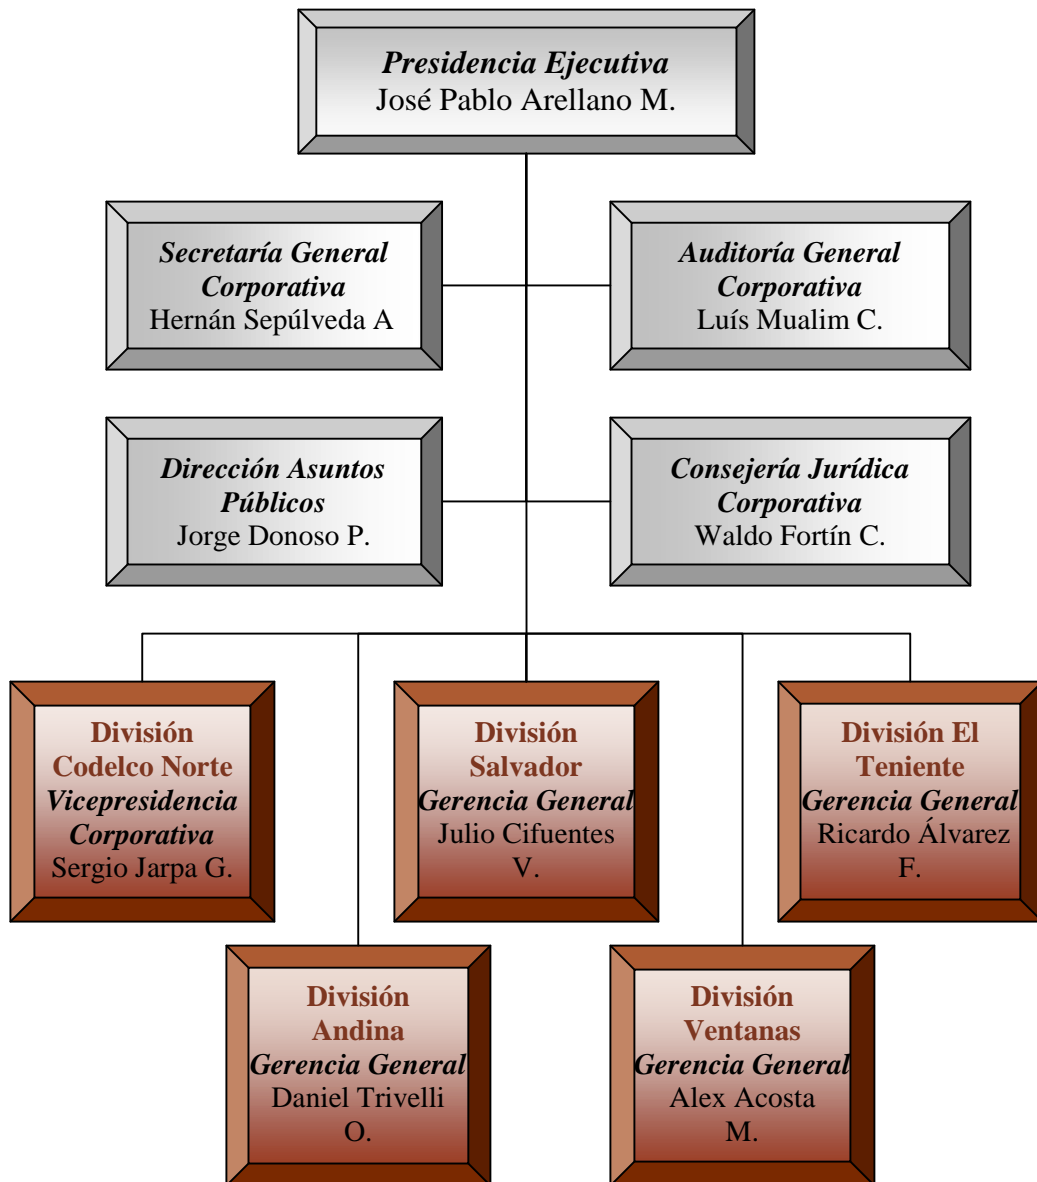 Presidencia Ejecutiva
José Pablo Arellano M.
Secretaría General
Corporativa
Hernán Sepúlveda A
Auditoría General
Corporativa
Luís Mualim C.
Dirección Asuntos
Públicos
Jorge Donoso P.
Consejería Jurídica
Corporativa
Waldo Fortín C.
División
Codelco Norte
Vicepresidencia
Corporativa
Sergio Jarpa G.
División
Salvador
Gerencia General
Julio Cifuentes
V.
División El
Teniente
Gerencia General
Ricardo Álvarez
F.
División
Andina
Gerencia General
Daniel Trivelli
O.
División
Ventanas
Gerencia General
Alex Acosta
M.